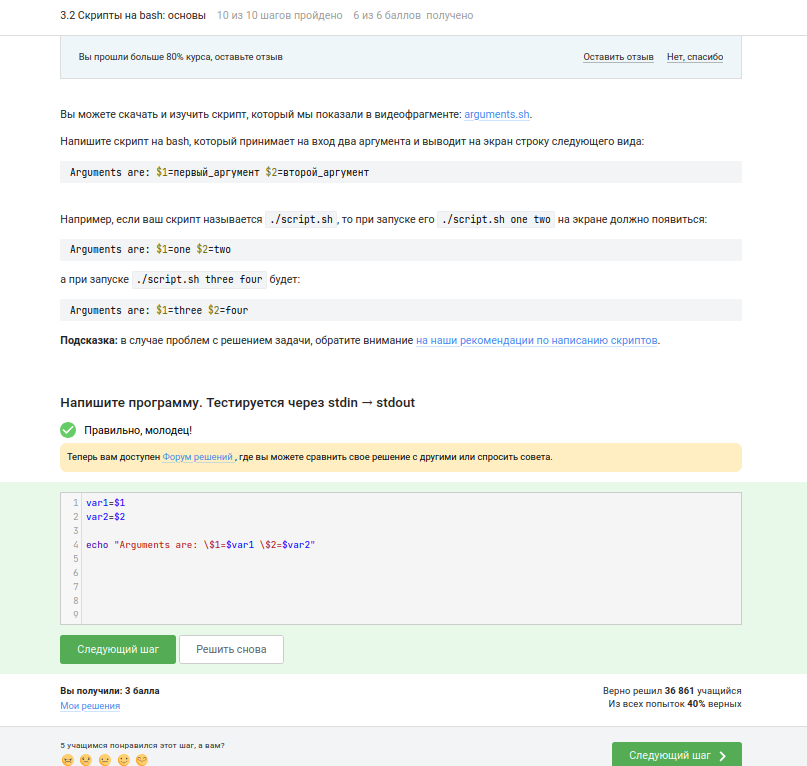 3.2 Скрипты на bash: основы 10 из 10 шагов пройдено 6 из 6 баллов получено
Вы прошли больше 80% курса, оставьте отзыв Оставить отзыв Нет, спасибо
Вы можете скачать и изучить скрипт, который мы показали в видеофрагменте: arguments.sh.
Напишите скрипт на bash, который принимает на вход два аргумента и выводит на экран строку следующего вида:
Arguments are: $1=первый_аргумент $2=второй_аргумент
Например, если ваш скрипт называется ./script.sh , то при запуске его ./script.sh one two на экране должно появиться:
Arguments are: $1=one $2=two
а при запуске ./script.sh three four будет:
Arguments are: $1=three $2=four
Подсказка: в случае проблем с решением задачи, обратите внимание на наши рекомендации по написанию скриптов.
Напишите программу. Тестируется через stdin → stdout
Правильно, молодец!
Теперь вам доступен Форум решений , где вы можете сравнить свое решение с другими или спросить совета.
1 var1=$1
2 var2=$2
3
4 echo "Arguments are: \$1=$var1 \$2=$var2"
5
6
7
8
9
Следующий шаг Решить снова
Вы получили: 3 балла Верно решил 36 861 учащийся
Мои решения Из всех попыток 40% верных
5 учащимся понравился этот шаг, а вам?
Следующий шаг